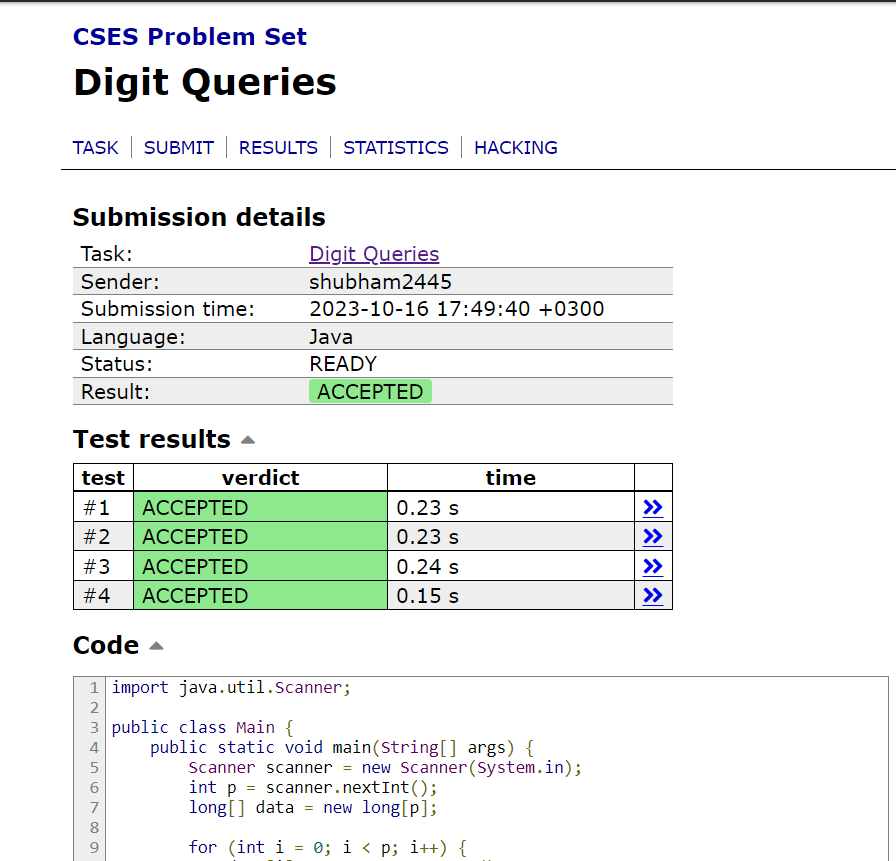 CSES Problem Set
Digit Queries
TASK | SUBMIT | RESULTS | STATISTICS | HACKING
Submission details
Task: Digit Queries
Sender: shubham2445
Submission time: 2023-10-16 17:49:40 +0300
Language: Java
Status: READY
Result: ACCEPTED
Test results
test verdict time
#1 ACCEPTED 0.23 s »
#2 ACCEPTED 0.23 s »
#3 ACCEPTED 0.24 s »
#4 ACCEPTED 0.15 s »
Code
1 import java.util.Scanner;
2
3 public class Main {
4     public static void main(String[] args) {
5         Scanner scanner = new Scanner(System.in);
6         int p = scanner.nextInt();
7         long[] data = new long[p];
8
9         for (int i = 0; i < p; i++) {